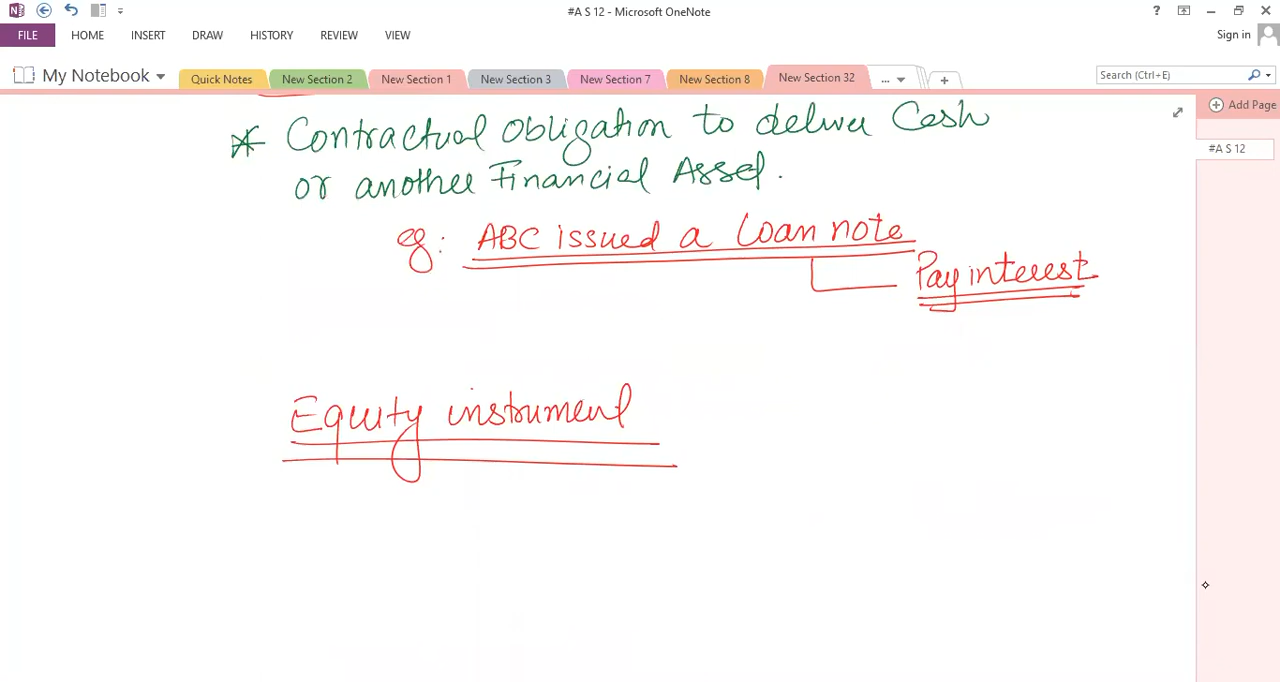 #A S 12 - Microsoft OneNote
?
FILE HOME INSERT DRAW HISTORY REVIEW VIEW
Sign in
My Notebook Quick Notes New Section 2 New Section 1 New Section 3 New Section 7 New Section 8 New Section 32 ...
Search (Ctrl+E)
Add Page
#A S 12
* Contractual Obligation to deliver Cash
or another Financial Asset.
eg: ABC issued a Loan note
Pay interest
Equity instrument